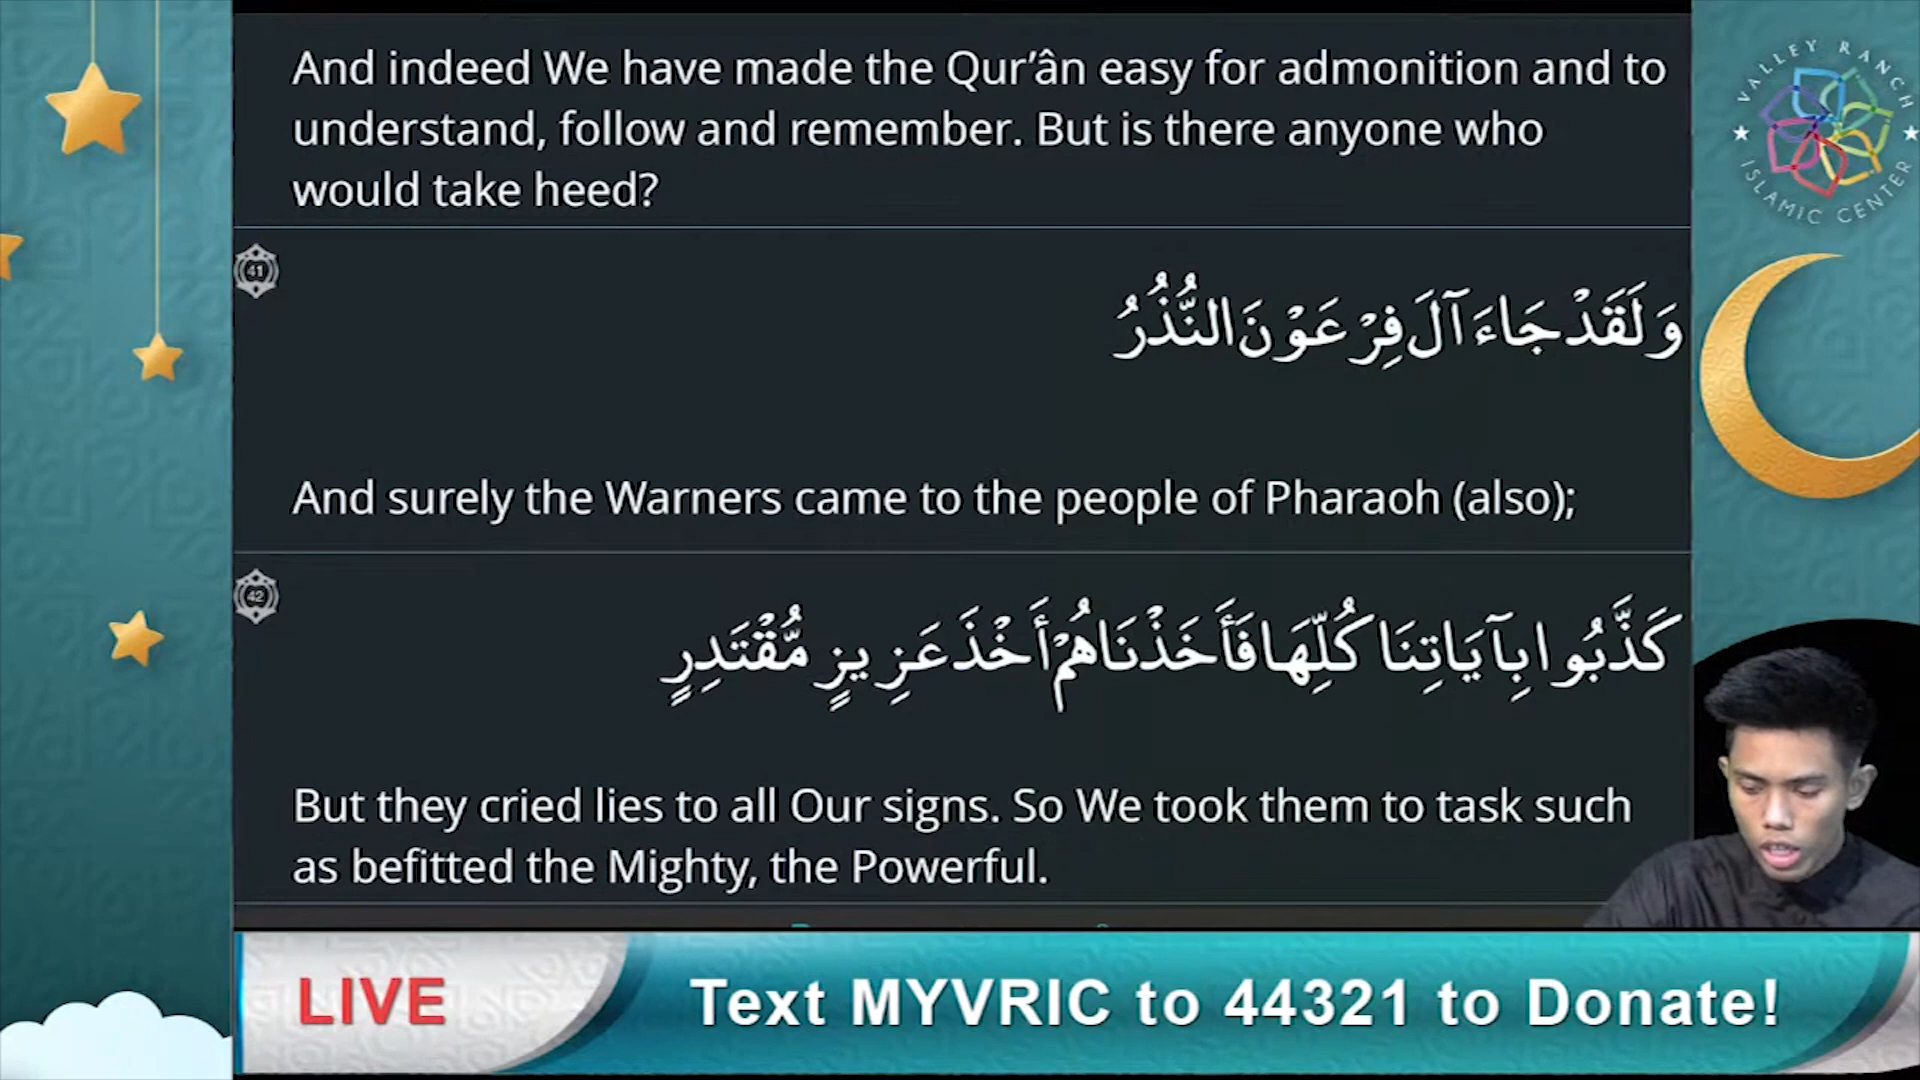 And indeed We have made the Qur’ân easy for admonition and to
understand, follow and remember. But is there anyone who
would take heed?
VALLEY RANCH
ISLAMIC CENTER
41
وَلَقَدْ جَاءَ آلَ فِرْعَوْنَ النُّذُرُ
And surely the Warners came to the people of Pharaoh (also);
42
كَذَّبُوا بِآيَاتِنَا كُلِّهَا فَأَخَذْنَاهُمْ أَخْذَ عَزِيزٍ مُّقْتَدِرٍ
But they cried lies to all Our signs. So We took them to task such
as befitted the Mighty, the Powerful.
LIVE
Text MYVRIC to 44321 to Donate!